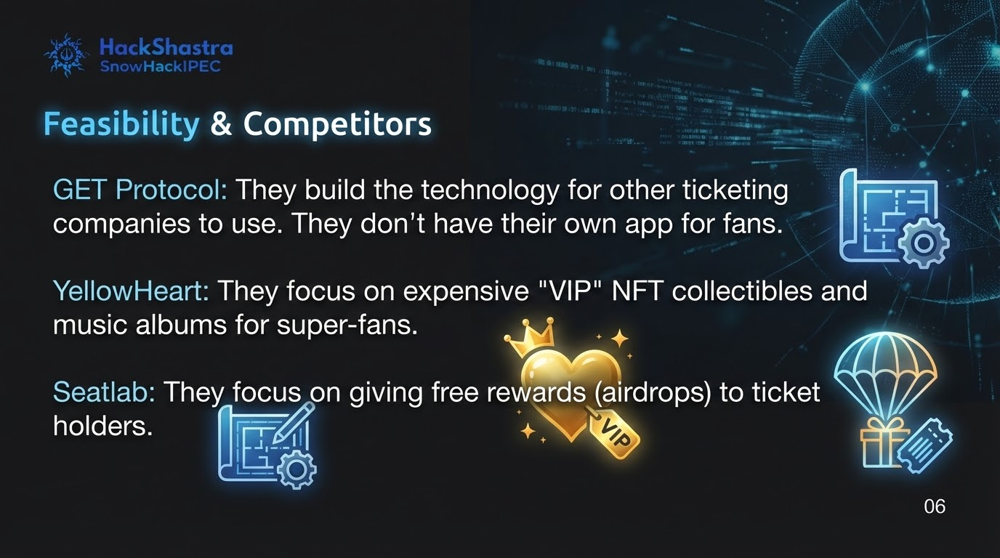 HackShastra
SnowHackIPEC
Feasibility & Competitors
GET Protocol: They build the technology for other ticketing
companies to use. They don’t have their own app for fans.
YellowHeart: They focus on expensive "VIP" NFT collectibles and
music albums for super-fans.
Seatlab: They focus on giving free rewards (airdrops) to ticket
holders.
VIP
06